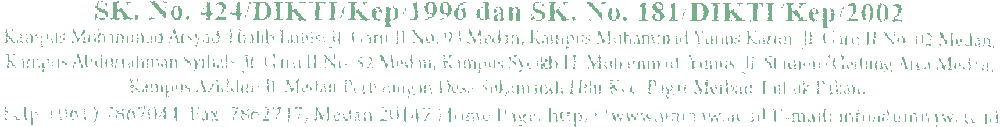 SK. No. 424/DIKTI/Kep/1996 dan SK. No. 181/DIKTI/Kep/2002
Kampus Muhammad Arsyad Thalib Lubis, Jl. Garu II No. 93 Medan, Kampus Muhammad Yunus Karim, Jl. Garu II No. 02 Medan,
Kampus Abdurrahman Syihab, Jl. Garu II No. 52 Medan, Kampus Syeikh H. Muhammad Yunus, Jl. Stadion/Gedung Arca Medan,
Kampus Aziddin, Jl. Medan Perbaungan Desa Sukamandi Hilir Kec. Pagar Merbau, Lubuk Pakam.
Telp. (061) 7867044 Fax. 7862747, Medan 20147 Home Page: http://www.umnaw.ac.id E-mail: info@umnaw.ac.id